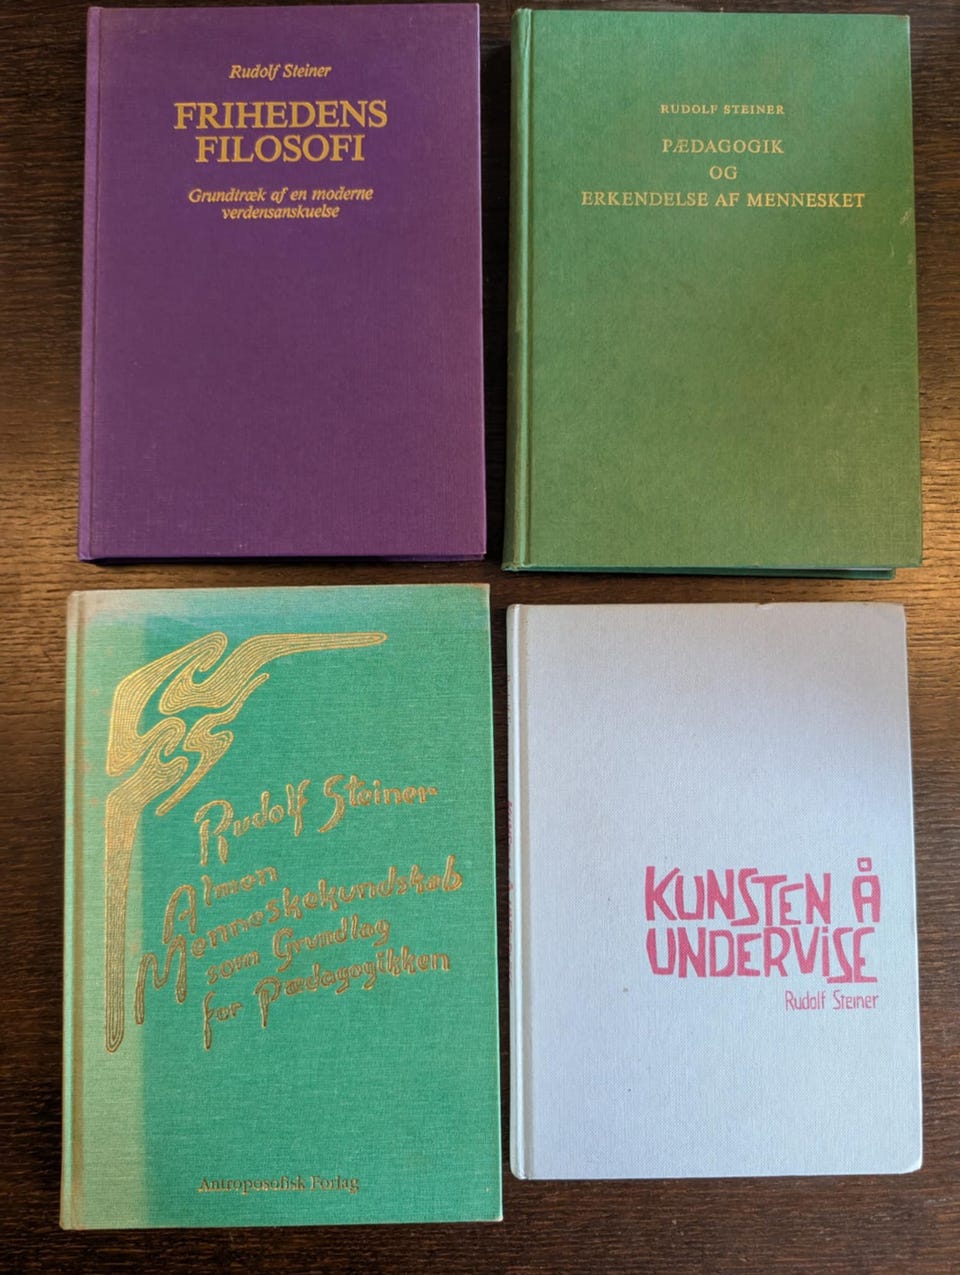 Rudolf Steiner
FRIHEDENS
FILOSOFI
Grundtræk af en moderne
verdensanskuelse
RUDOLF STEINER
PÆDAGOGIK
OG
ERKENDELSE AF MENNESKET
Rudolf Steiner
Almen
Menneskekundskab
som Grundlag
for Pædagogikken
Antroposofisk Forlag
KUNSTEN Å
UNDERVISE
Rudolf Steiner